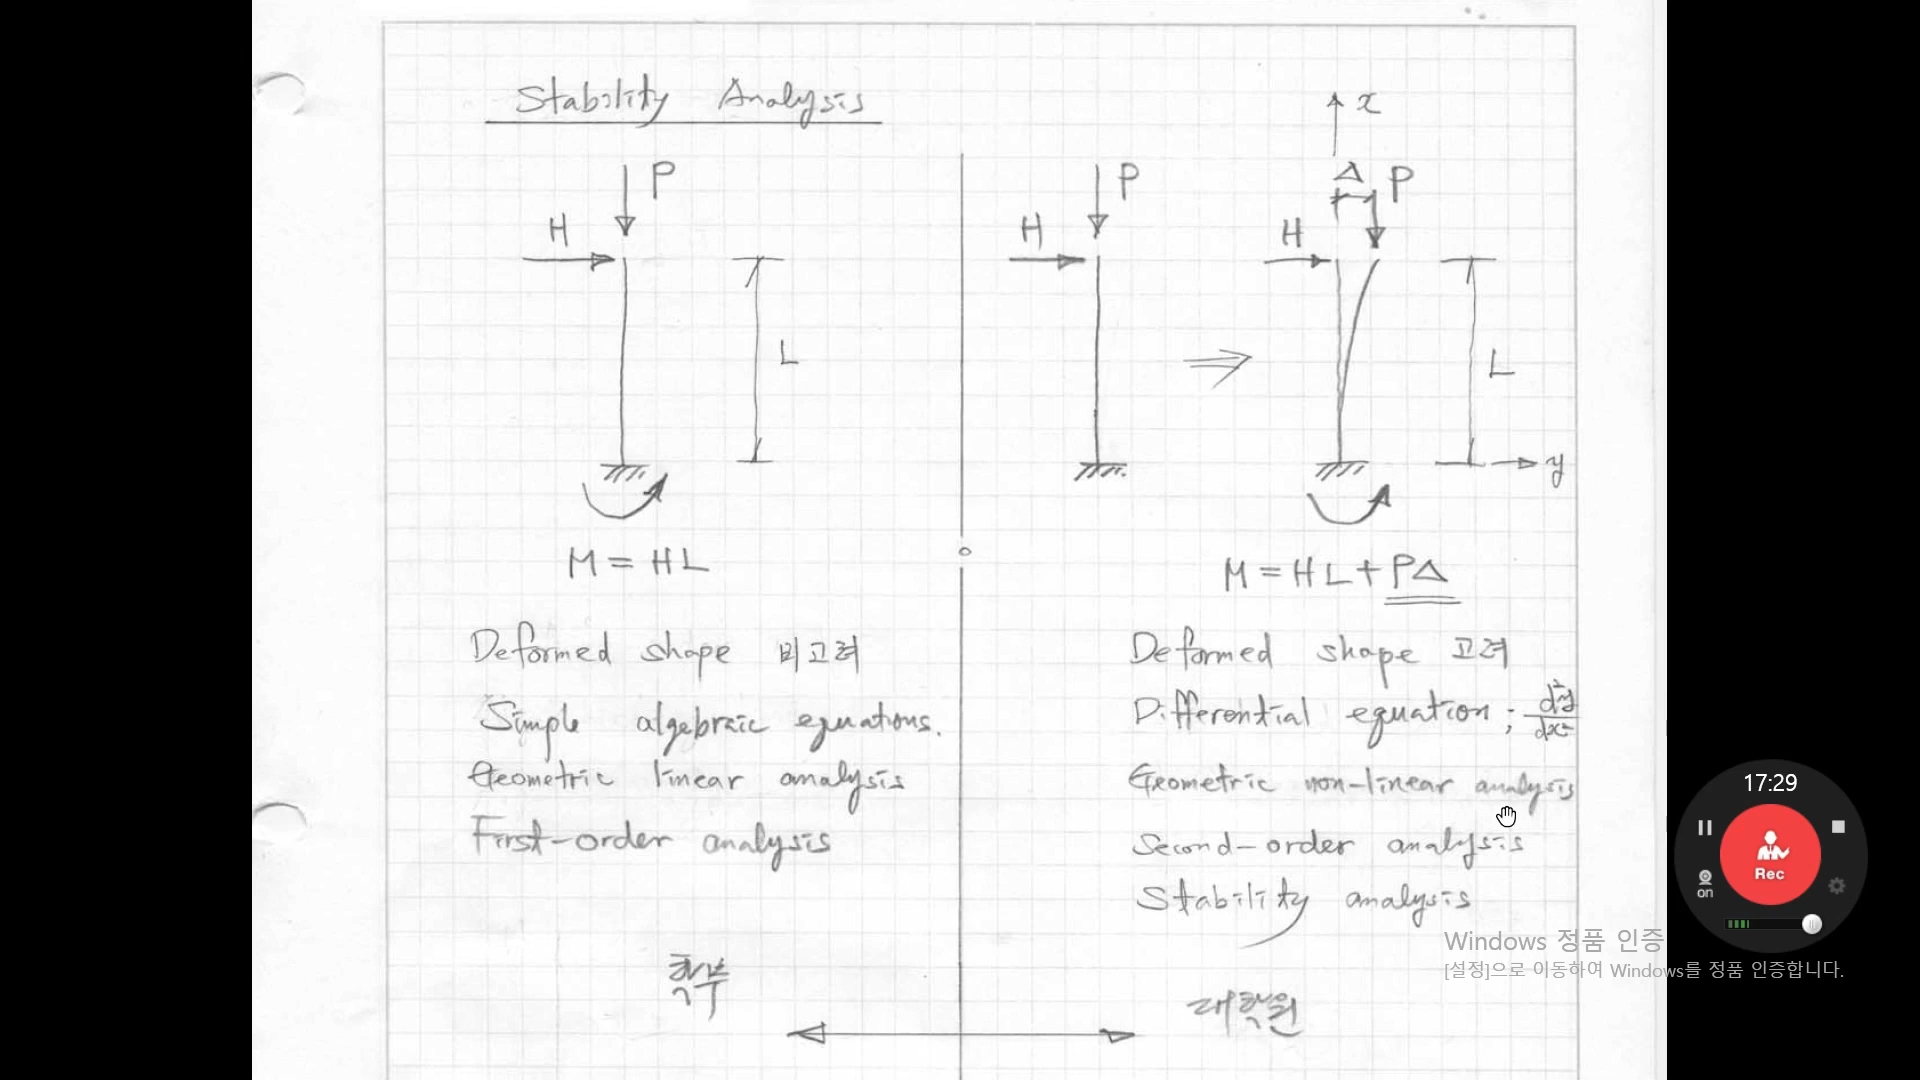 Stability Analysis
P
H
L
M = HL
Deformed shape 비고려
Simple algebraic equations.
Geometric linear analysis
First-order analysis
학부
P
H
x
Δ P
H
L
y
M = HL + PΔ
Deformed shape 고려
Differential equation ; d²y/dx²
Geometric non-linear analysis
Second-order analysis
Stability analysis
대학원
17:29
Rec
on
Windows 정품 인증
[설정]으로 이동하여 Windows를 정품 인증합니다.